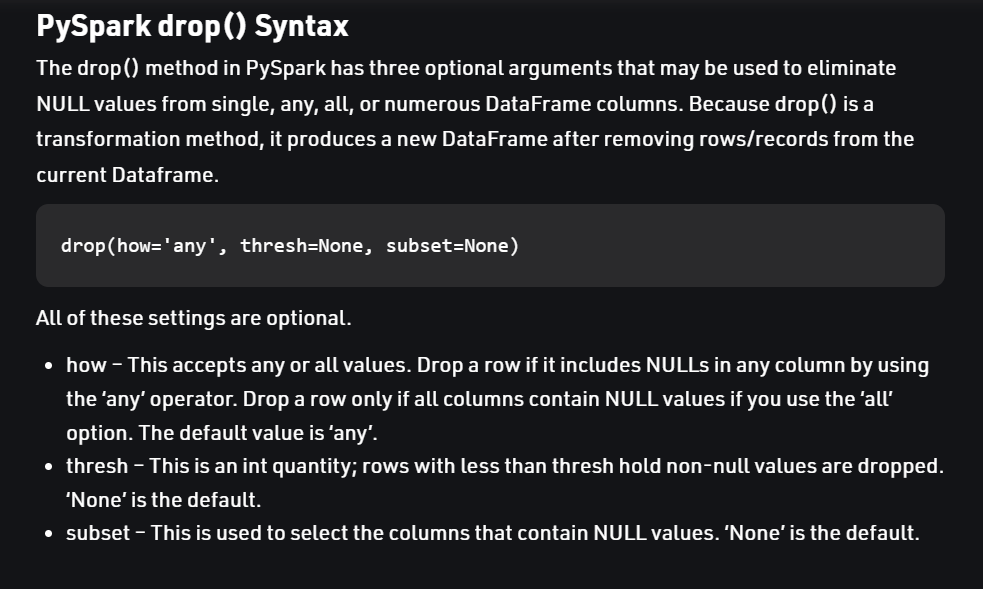 PySpark drop() Syntax
The drop() method in PySpark has three optional arguments that may be used to eliminate
NULL values from single, any, all, or numerous DataFrame columns. Because drop() is a
transformation method, it produces a new DataFrame after removing rows/records from the
current Dataframe.
drop(how='any', thresh=None, subset=None)
All of these settings are optional.
• how – This accepts any or all values. Drop a row if it includes NULLs in any column by using
the ‘any’ operator. Drop a row only if all columns contain NULL values if you use the ‘all’
option. The default value is ‘any’.
• thresh – This is an int quantity; rows with less than thresh hold non-null values are dropped.
‘None’ is the default.
• subset – This is used to select the columns that contain NULL values. ‘None’ is the default.